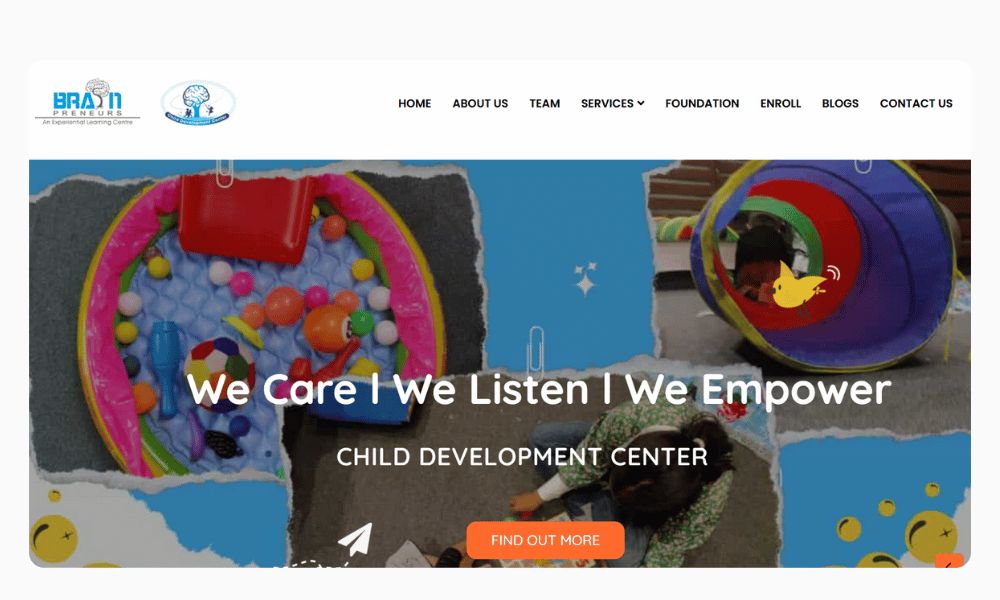 BRAIN
PRENEURS
An Experiential Learning Centre
Child Development Center
HOME ABOUT US TEAM SERVICES FOUNDATION ENROLL BLOGS CONTACT US
We Care | We Listen | We Empower
CHILD DEVELOPMENT CENTER
FIND OUT MORE